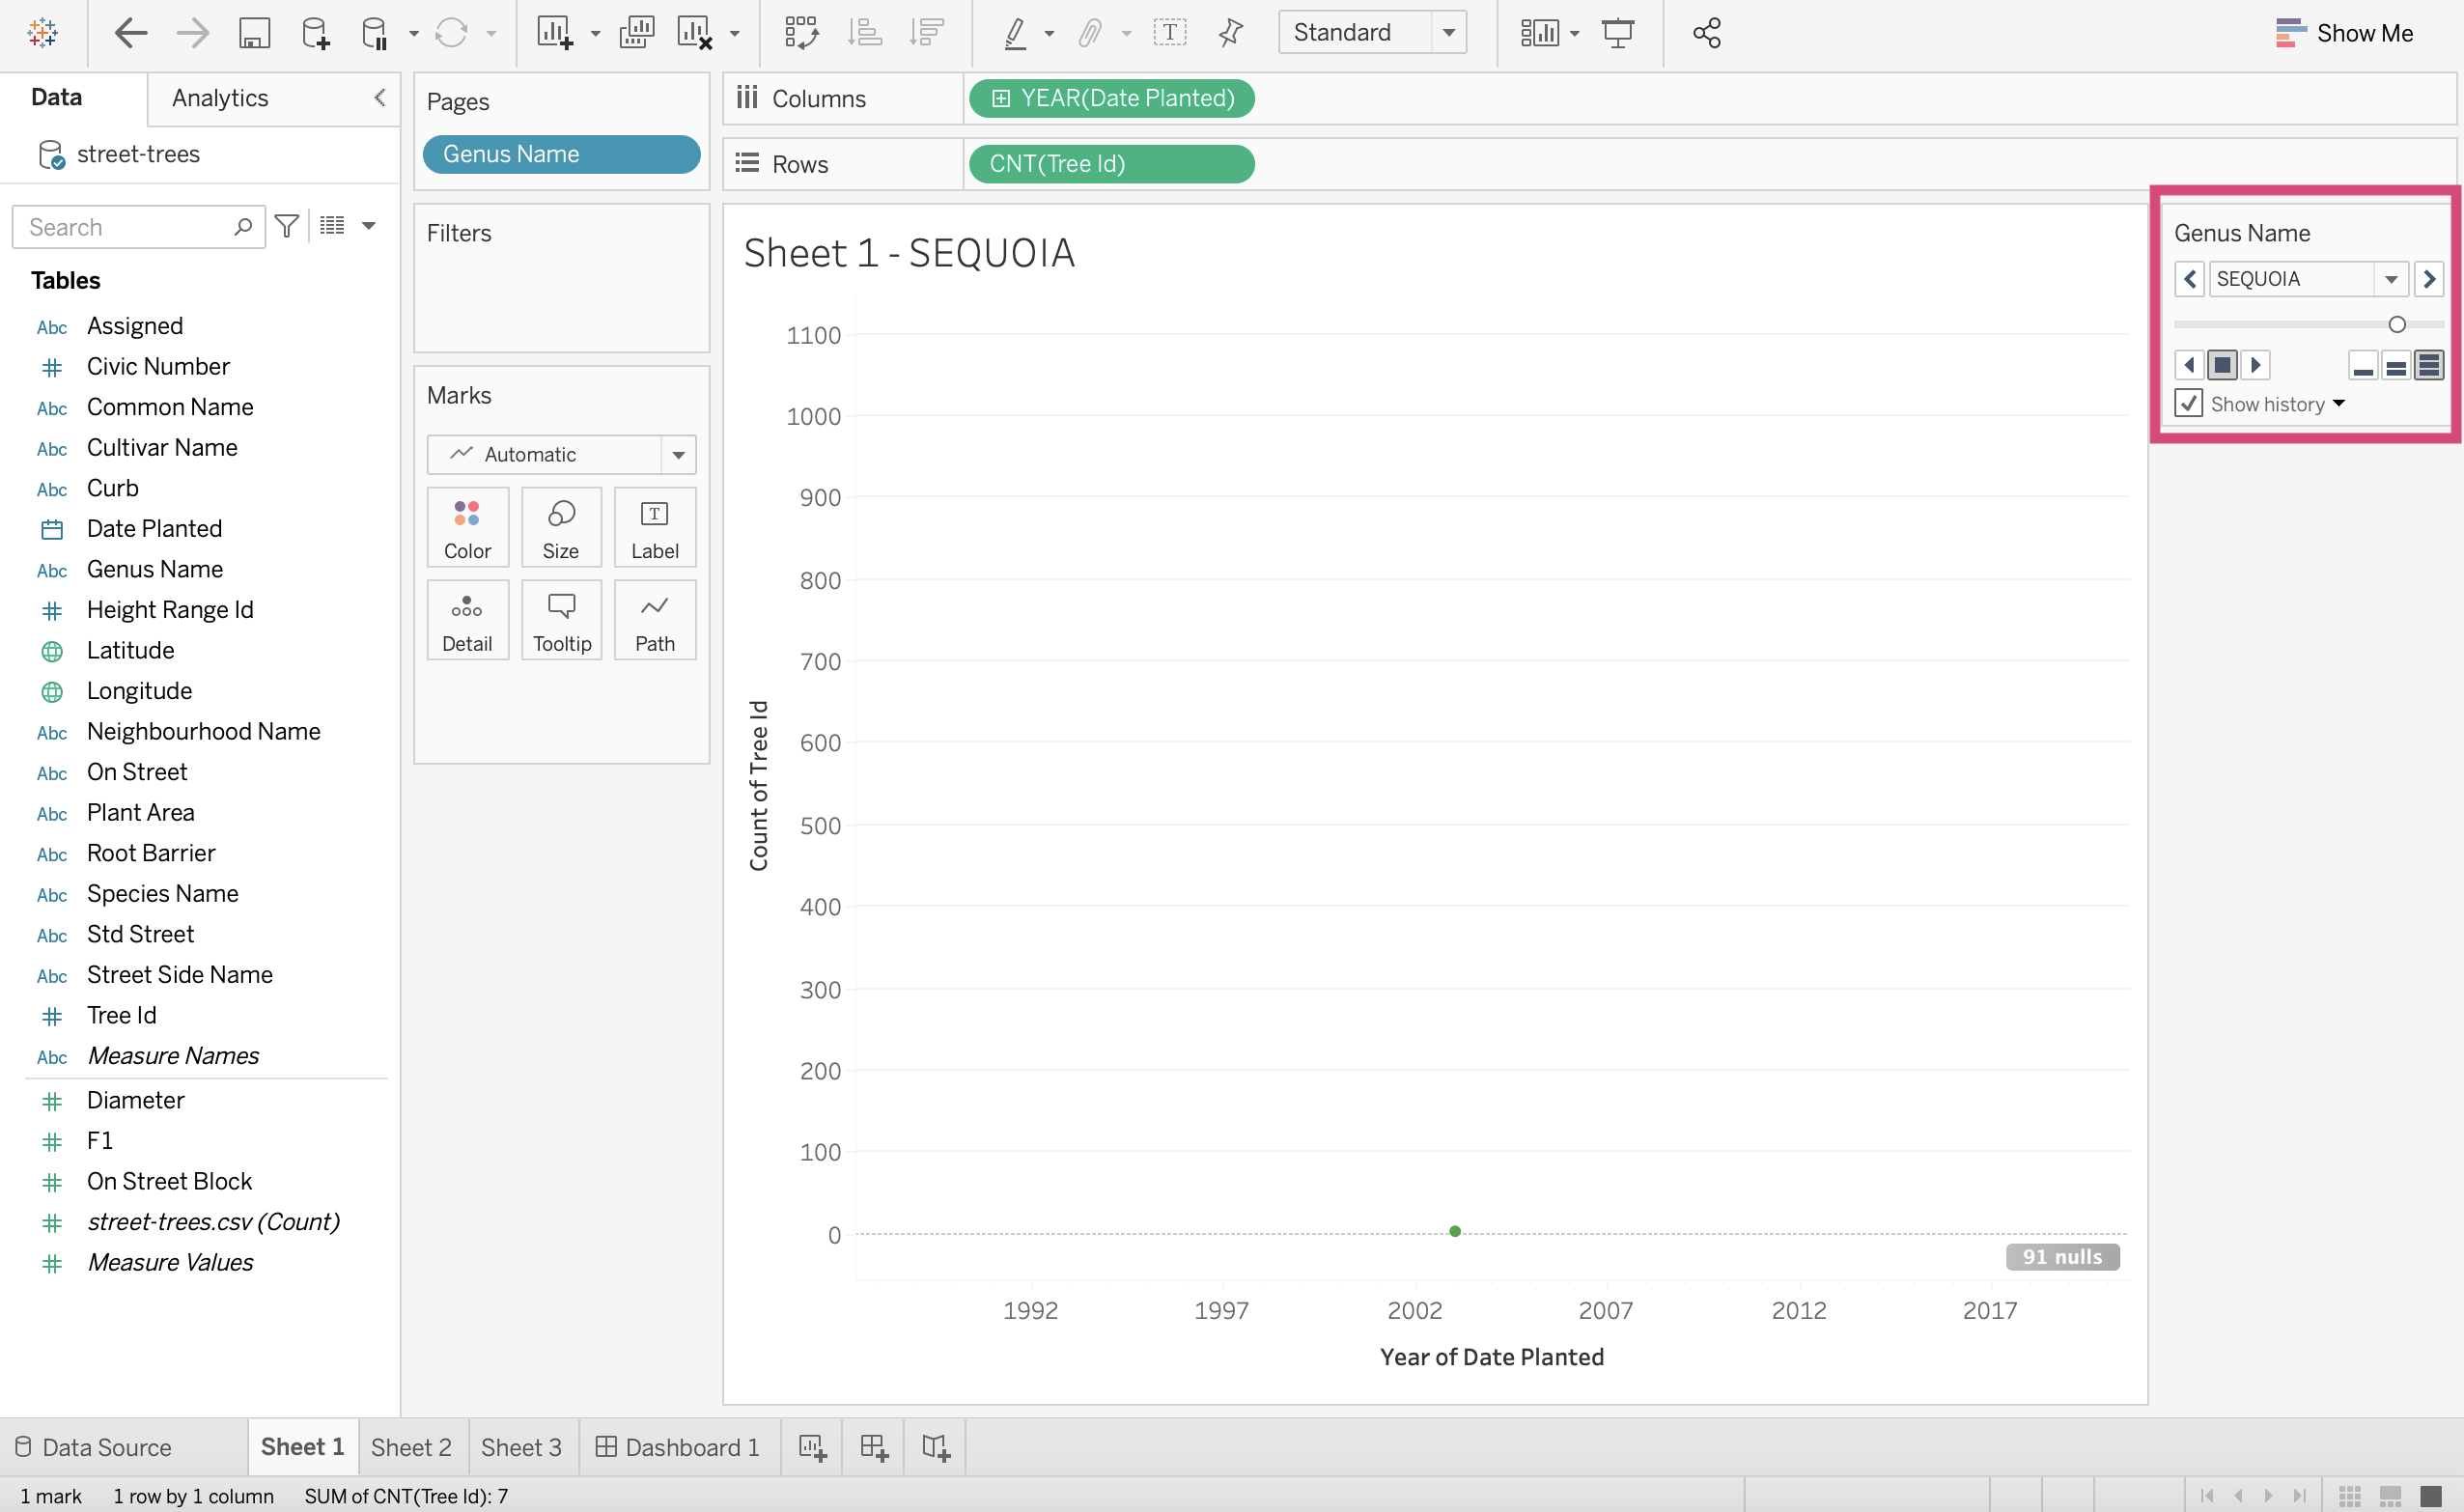 Standard
Show Me
Data
Analytics
street-trees
Search
Tables
Abc Assigned
Civic Number
Abc Common Name
Abc Cultivar Name
Abc Curb
Date Planted
Abc Genus Name
Height Range Id
Latitude
Longitude
Abc Neighbourhood Name
Abc On Street
Abc Plant Area
Abc Root Barrier
Abc Species Name
Abc Std Street
Abc Street Side Name
Tree Id
Abc Measure Names
Diameter
F1
On Street Block
street-trees.csv (Count)
Measure Values
Pages
Genus Name
Filters
Marks
Automatic
Color
Size
Label
Detail
Tooltip
Path
Columns
YEAR(Date Planted)
Rows
CNT(Tree Id)
Sheet 1 - SEQUOIA
Count of Tree Id
1100
1000
900
800
700
600
500
400
300
200
100
0
91 nulls
1992
1997
2002
2007
2012
2017
Year of Date Planted
Genus Name
SEQUOIA
Show history
Data Source
Sheet 1
Sheet 2
Sheet 3
Dashboard 1
1 mark
1 row by 1 column
SUM of CNT(Tree Id): 7